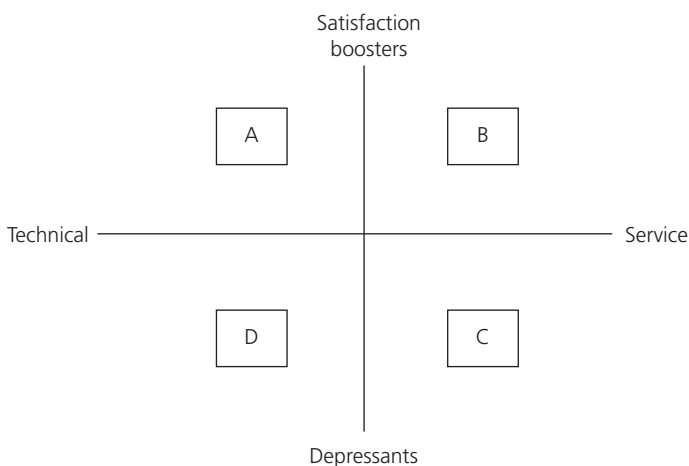 Satisfaction
boosters
A
B
Technical
Service
D
C
Depressants